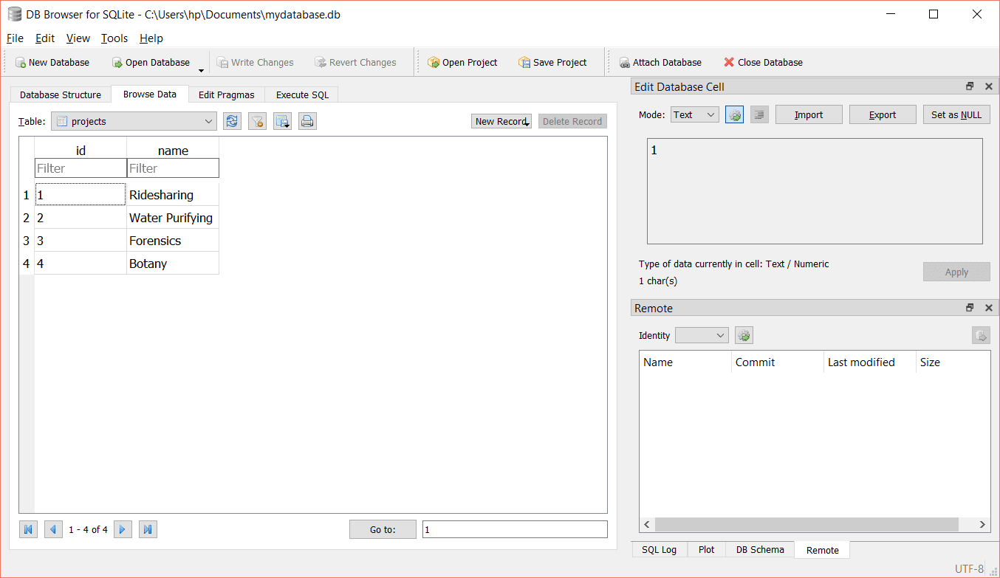 DB Browser for SQLite - C:\Users\hp\Documents\mydatabase.db
File Edit View Tools Help
New Database Open Database Write Changes Revert Changes Open Project Save Project Attach Database Close Database
Database Structure Browse Data Edit Pragmas Execute SQL
Table: projects New Record Delete Record
id name
Filter Filter
1 1 Ridesharing
2 2 Water Purifying
3 3 Forensics
4 4 Botany
1 - 4 of 4 Go to: 1
Edit Database Cell
Mode: Text Import Export Set as NULL
1
Type of data currently in cell: Text / Numeric
1 char(s)
Apply
Remote
Identity
Name Commit Last modified Size
SQL Log Plot DB Schema Remote
UTF-8